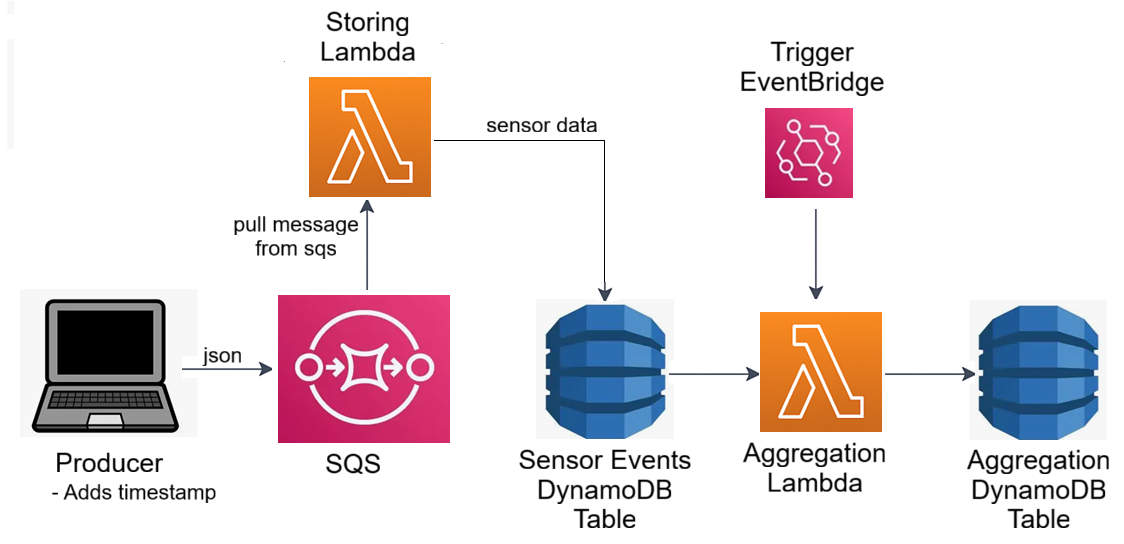 Storing
Lambda
Trigger
EventBridge
sensor data
pull message
from sqs
json
Producer
- Adds timestamp
SQS
Sensor Events
DynamoDB
Table
Aggregation
Lambda
Aggregation
DynamoDB
Table